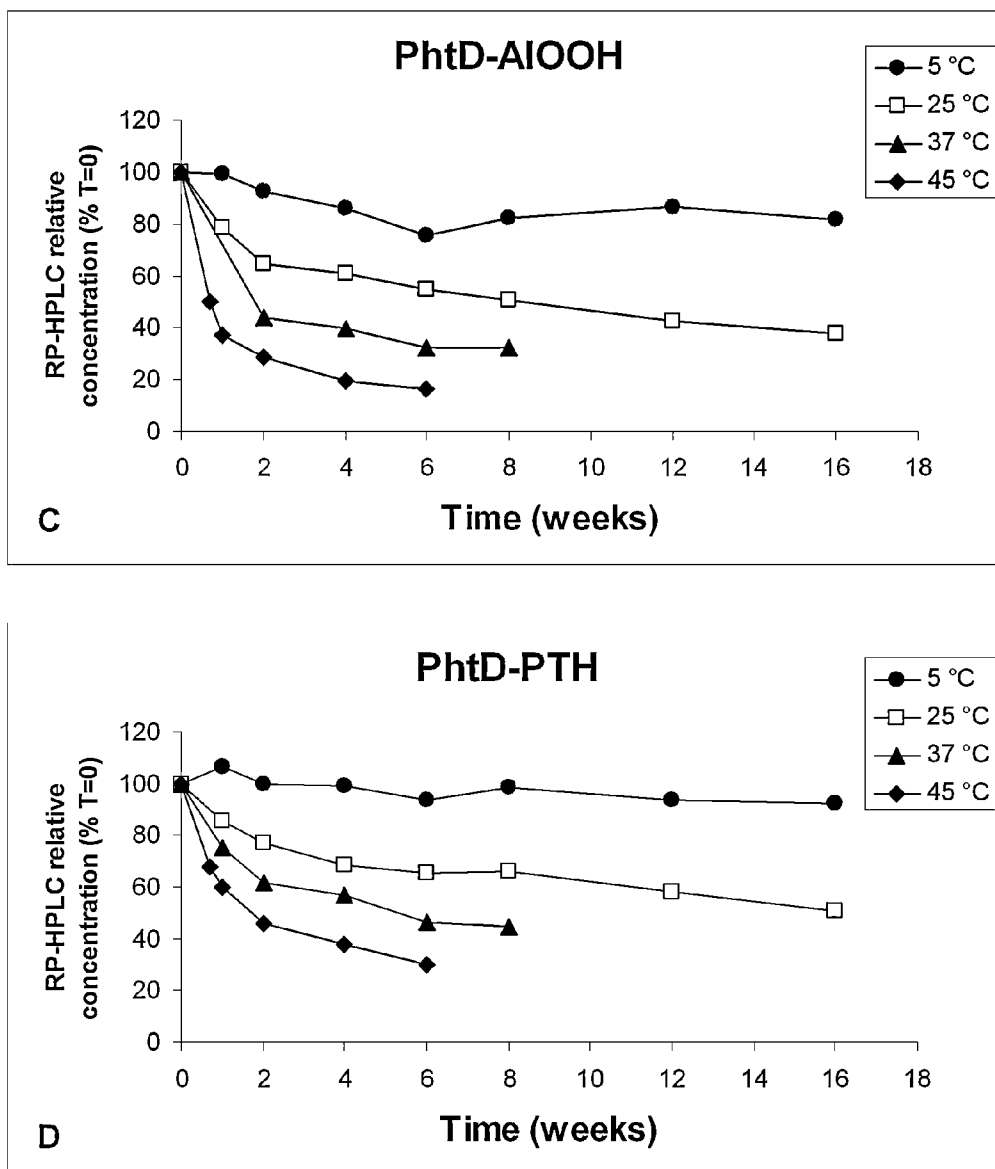 PhtD-AlOOH
5 °C
25 °C
37 °C
45 °C
RP-HPLC relative
concentration (% T=0)
120
100
80
60
40
20
0
0 2 4 6 8 10 12 14 16 18
Time (weeks)
C
PhtD-PTH
5 °C
25 °C
37 °C
45 °C
RP-HPLC relative
concentration (% T=0)
120
100
80
60
40
20
0
0 2 4 6 8 10 12 14 16 18
Time (weeks)
D